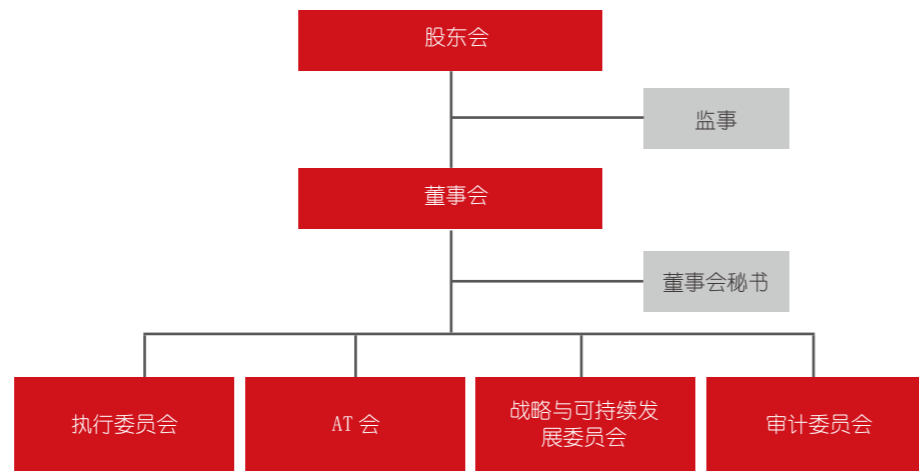 股东会
监事
董事会
董事会秘书
执行委员会
AT 会
战略与可持续发
展委员会
审计委员会